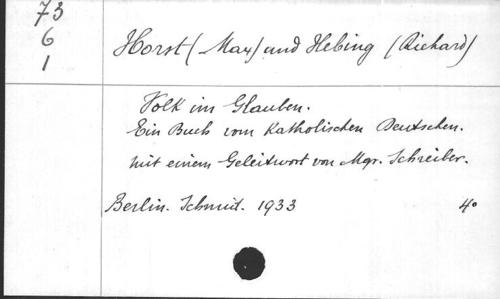 73
6
1
Horst (Max) und Hebing (Richard)
Volk im Glauben.
Ein Buch vom Katholischen Deutschen.
mit einem Geleitwort von Mgr. Schreiber.
Berlin. Schmid. 1933 4°